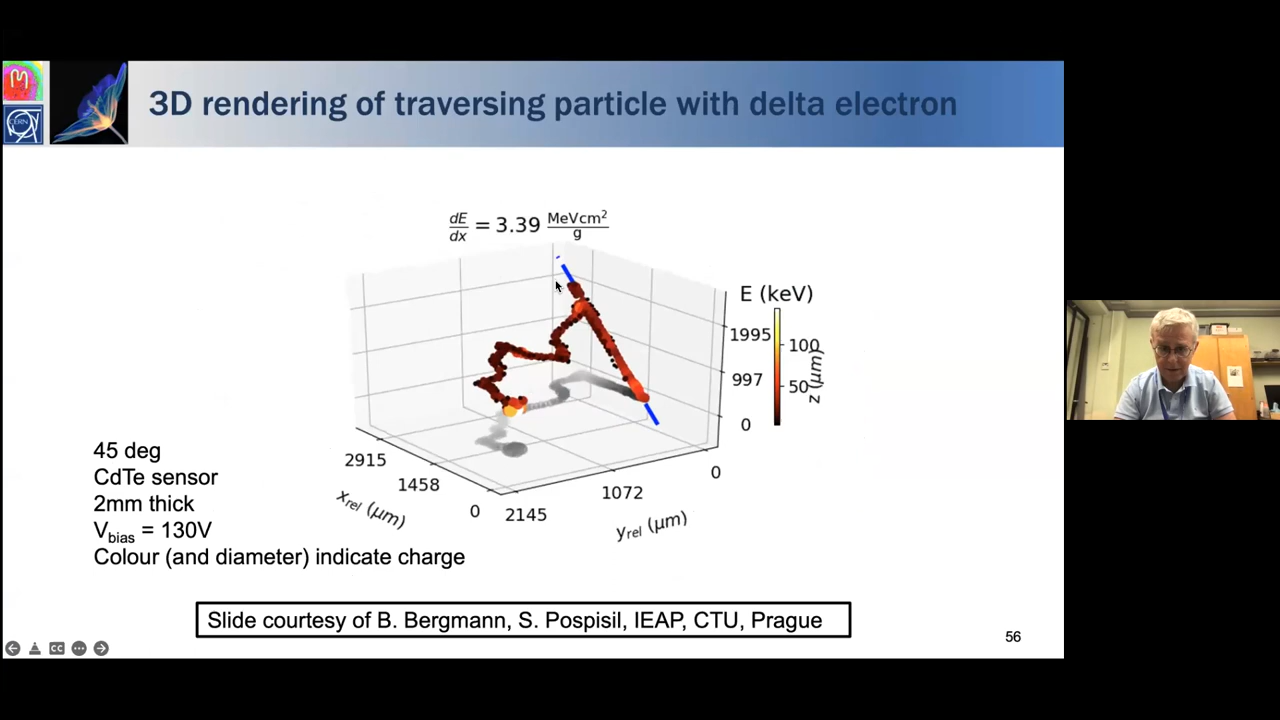 M
CERN
3D rendering of traversing particle with delta electron
dE/dx = 3.39 MeVcm²/g
E (keV)
1995
100
997
50
z (μm)
0
2915
1458
0
x_rel (μm)
2145
1072
0
y_rel (μm)
45 deg
CdTe sensor
2mm thick
V_bias = 130V
Colour (and diameter) indicate charge
Slide courtesy of B. Bergmann, S. Pospisil, IEAP, CTU, Prague
CC
56